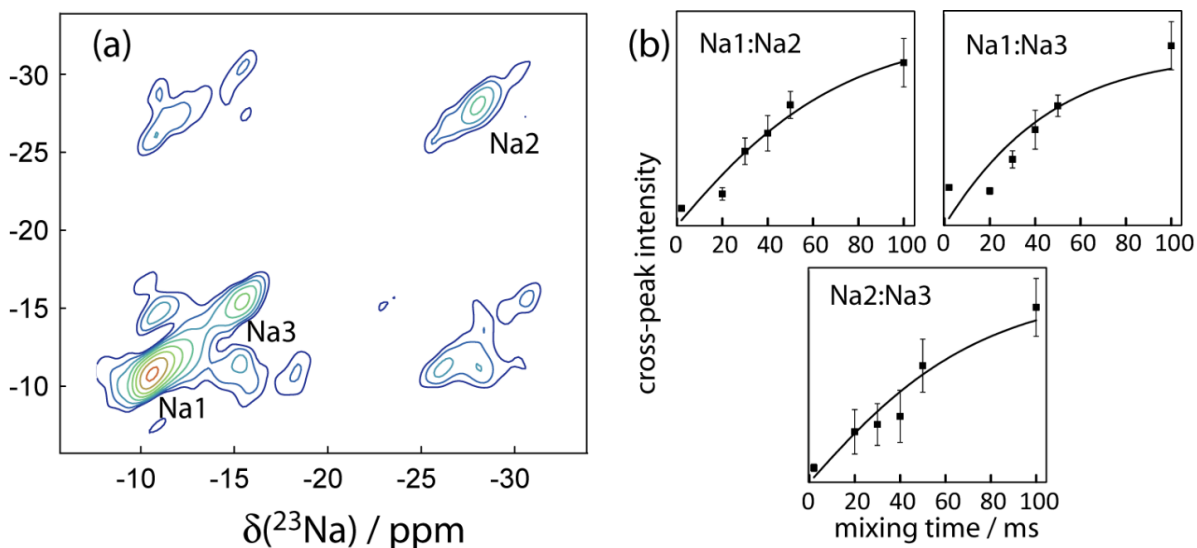 (a)
-30
-25
-20
-15
-10
Na2
Na3
Na1
-10 -15 -20 -25 -30
δ(²³Na) / ppm
(b)
cross-peak intensity
Na1:Na2
0 20 40 60 80 100
Na1:Na3
0 20 40 60 80 100
Na2:Na3
0 20 40 60 80 100
mixing time / ms